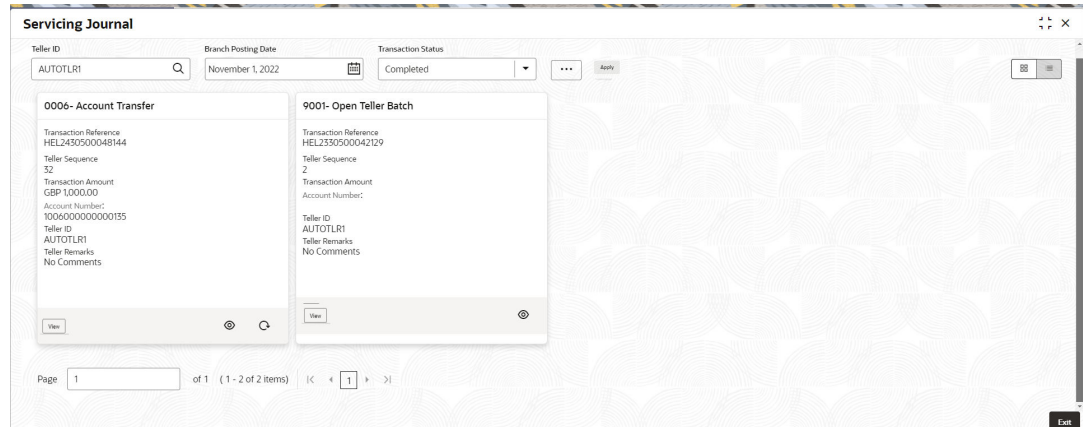 Servicing Journal
Teller ID
Branch Posting Date
Transaction Status
AUTOTLR1
November 1, 2022
Completed
...
Apply
0006- Account Transfer
Transaction Reference
HEL2430500048144
Teller Sequence
32
Transaction Amount
GBP 1,000.00
Account Number:
1006000000000135
Teller ID
AUTOTLR1
Teller Remarks
No Comments
View
9001- Open Teller Batch
Transaction Reference
HEL2330500042129
Teller Sequence
2
Transaction Amount
Account Number:
Teller ID
AUTOTLR1
Teller Remarks
No Comments
View
Page 1 of 1 ( 1 - 2 of 2 items) 1
Exit